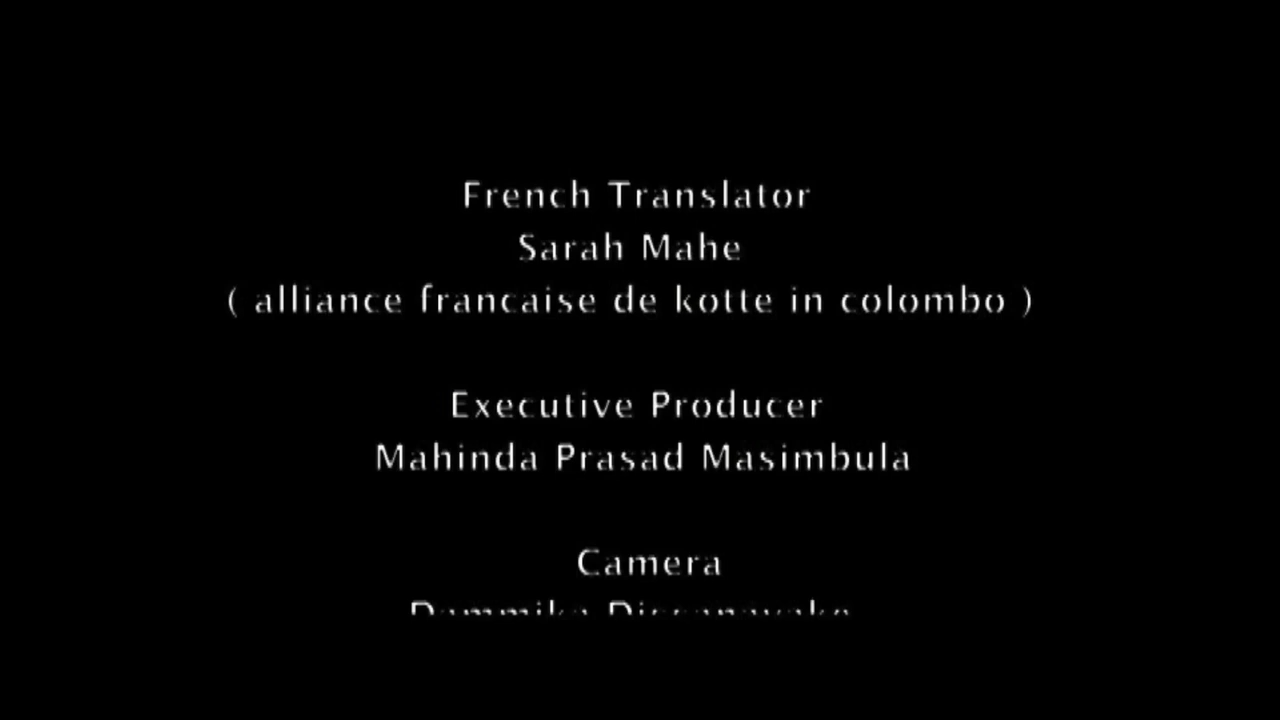 French Translator
Sarah Mahe
( alliance francaise de kotte in colombo )
Executive Producer
Mahinda Prasad Masimbula
Camera